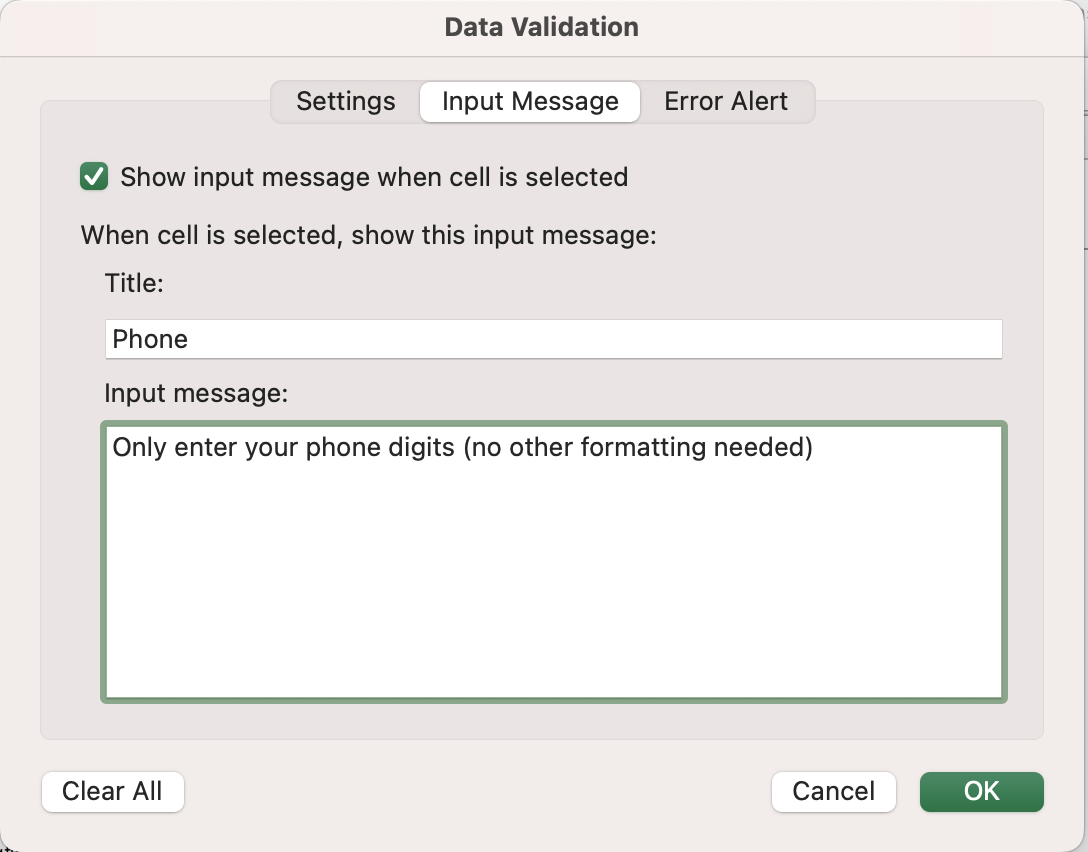 Data Validation
Settings Input Message Error Alert
Show input message when cell is selected
When cell is selected, show this input message:
Title:
Phone
Input message:
Only enter your phone digits (no other formatting needed)
Clear All Cancel OK